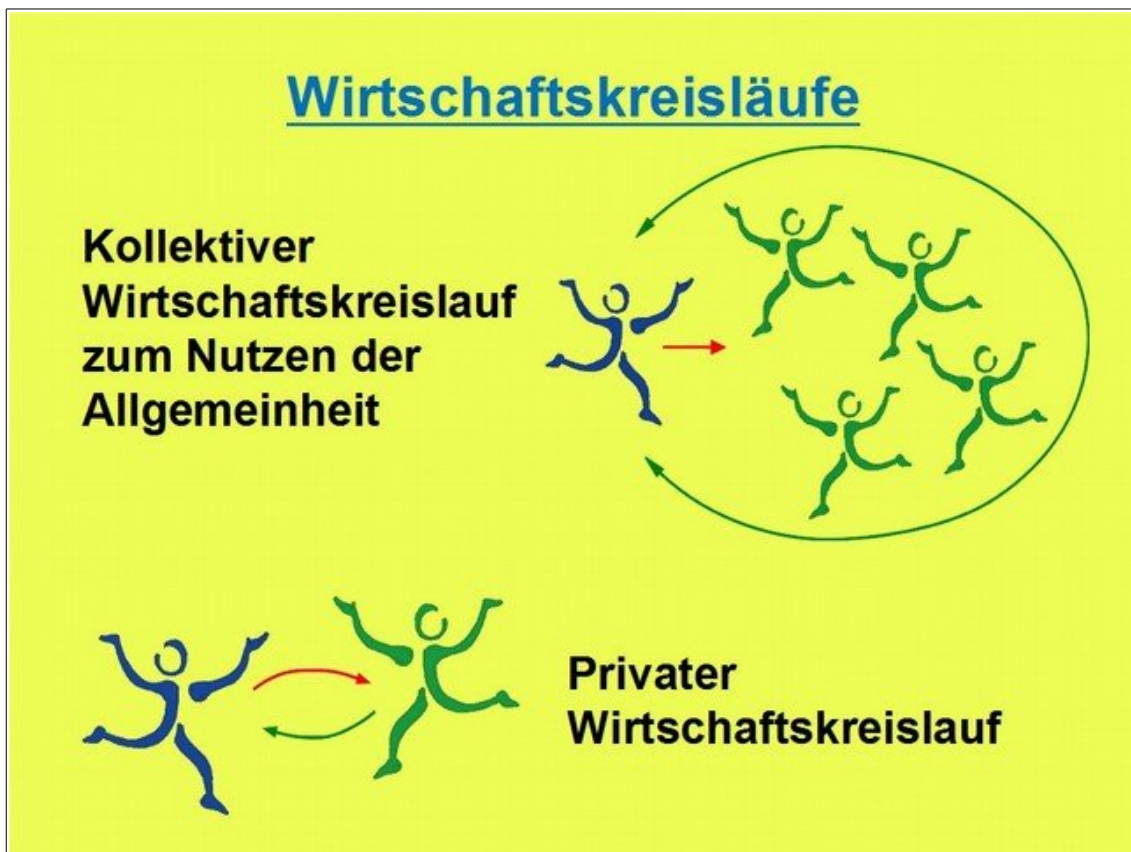 Wirtschaftskreisläufe
Kollektiver
Wirtschaftskreislauf
zum Nutzen der
Allgemeinheit
Privater
Wirtschaftskreislauf